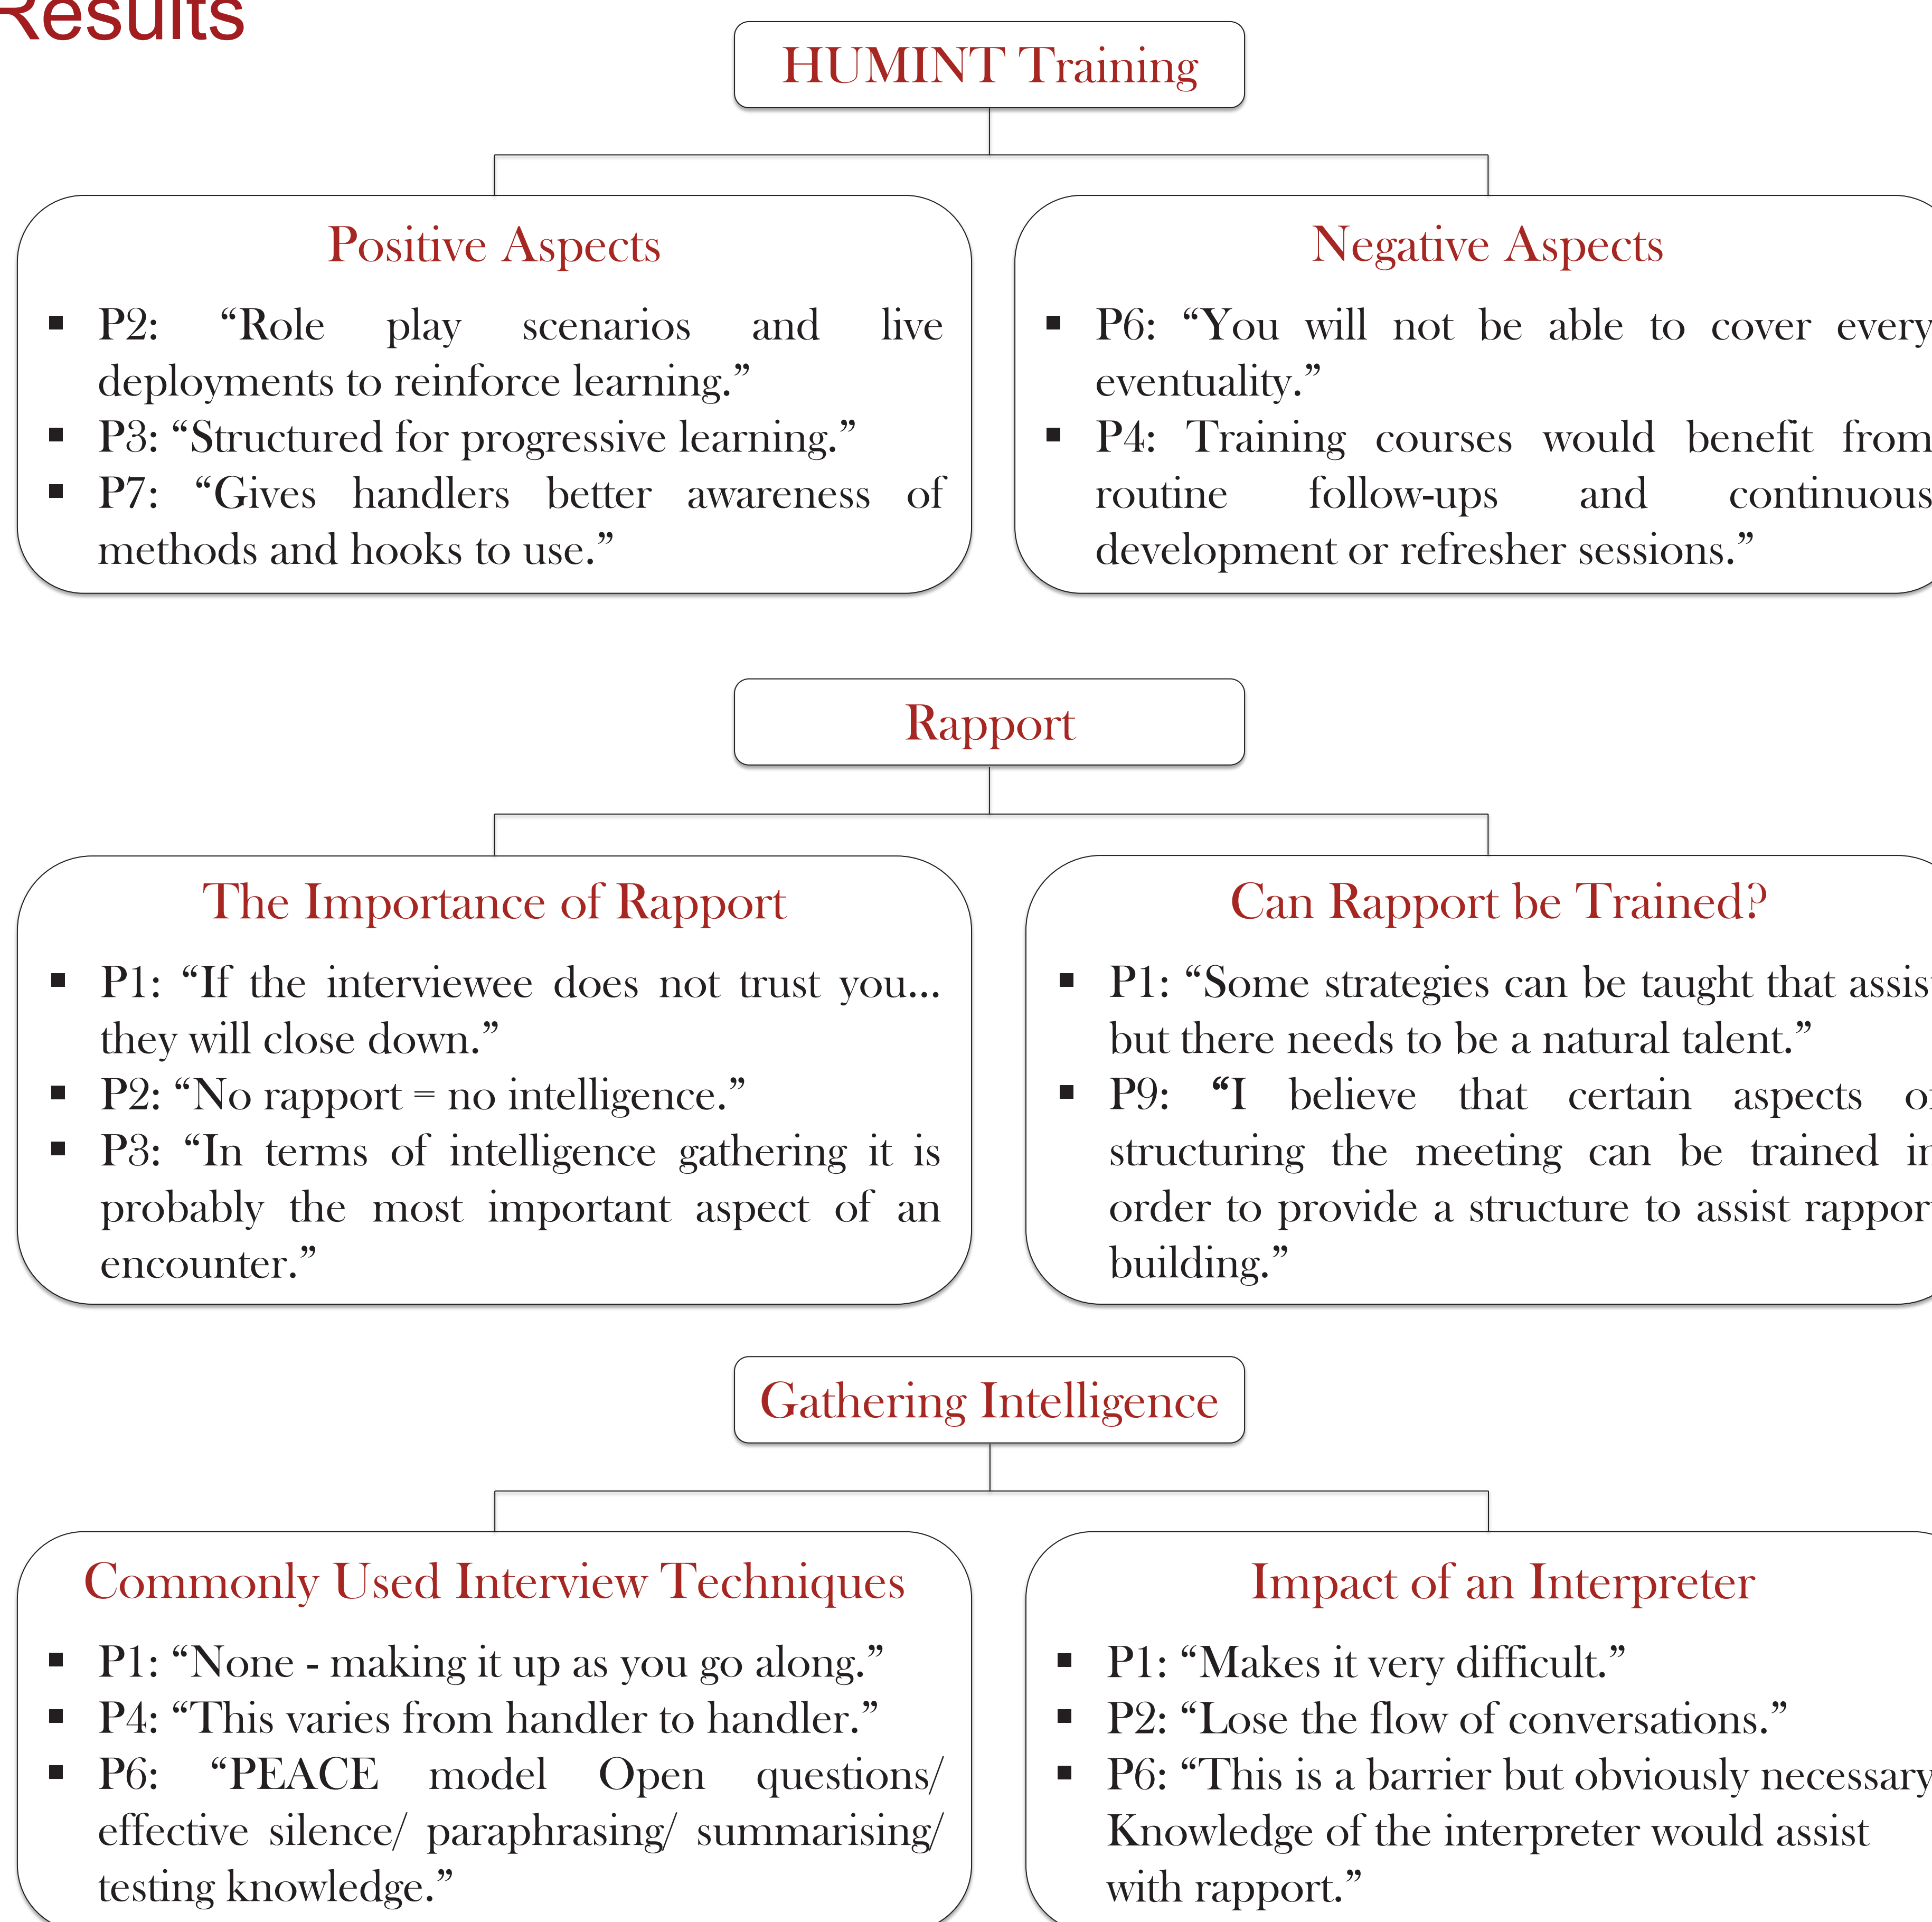 Results
HUMINT Training
Positive Aspects
▪ P2: “Role play scenarios and live
deployments to reinforce learning.”
▪ P3: “Structured for progressive learning.”
▪ P7: “Gives handlers better awareness of
methods and hooks to use.”
Negative Aspects
▪ P6: “You will not be able to cover every
eventuality.”
▪ P4: Training courses would benefit from
routine follow-ups and continuous
development or refresher sessions.”
Rapport
The Importance of Rapport
▪ P1: “If the interviewee does not trust you...
they will close down.”
▪ P2: “No rapport = no intelligence.”
▪ P3: “In terms of intelligence gathering it is
probably the most important aspect of an
encounter.”
Can Rapport be Trained?
▪ P1: “Some strategies can be taught that assist
but there needs to be a natural talent.”
▪ P9: “I believe that certain aspects of
structuring the meeting can be trained in
order to provide a structure to assist rapport
building.”
Gathering Intelligence
Commonly Used Interview Techniques
▪ P1: “None - making it up as you go along.”
▪ P4: “This varies from handler to handler.”
▪ P6: “PEACE model Open questions/
effective silence/ paraphrasing/ summarising/
testing knowledge.”
Impact of an Interpreter
▪ P1: “Makes it very difficult.”
▪ P2: “Lose the flow of conversations.”
▪ P6: “This is a barrier but obviously necessary
Knowledge of the interpreter would assist
with rapport.”